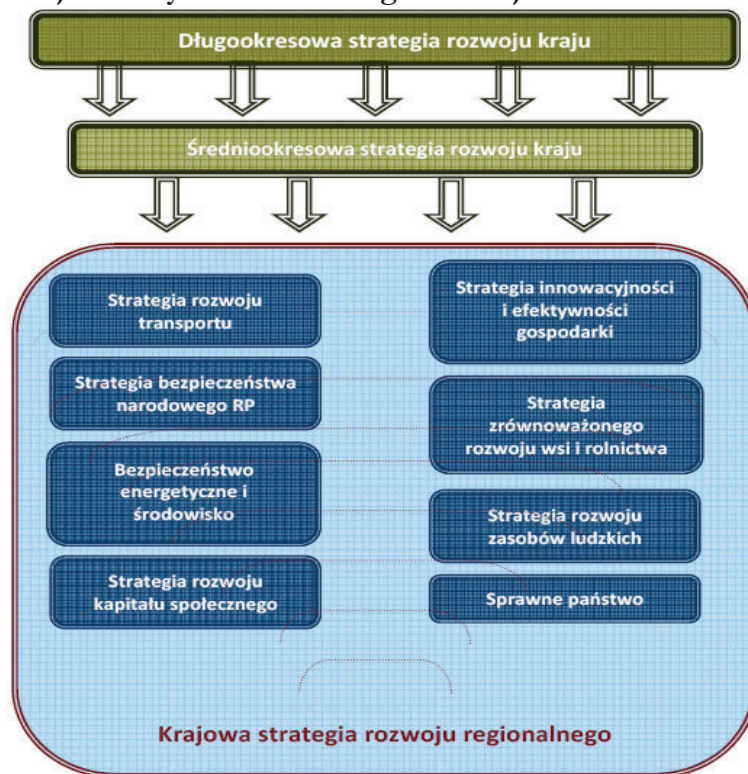 Długookresowa strategia rozwoju kraju
Średniookresowa strategia rozwoju kraju
Strategia rozwoju
transportu
Strategia bezpieczeństwa
narodowego RP
Bezpieczeństwo
energetyczne i
środowisko
Strategia rozwoju
kapitału społecznego
Strategia innowacyjności
i efektywności
gospodarki
Strategia
zrównoważonego
rozwoju wsi i rolnictwa
Strategia rozwoju
zasobów ludzkich
Sprawne państwo
Krajowa strategia rozwoju regionalnego